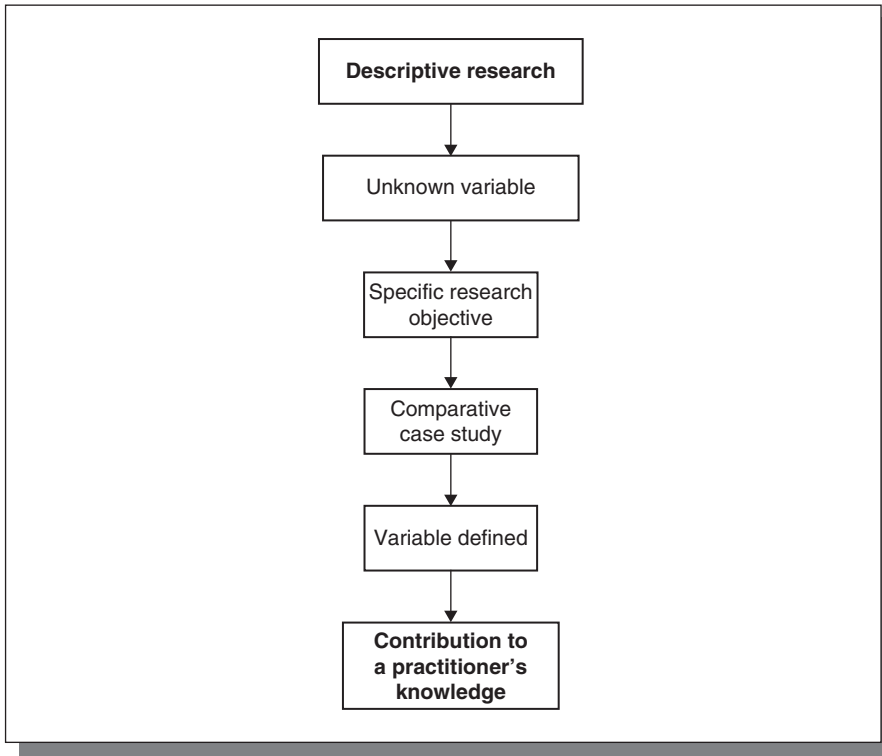 Descriptive research
Unknown variable
Specific research
objective
Comparative
case study
Variable defined
Contribution to
a practitioner's
knowledge